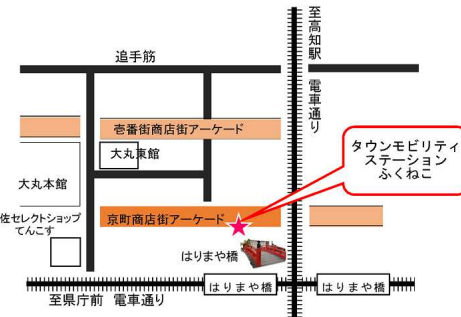 至高知駅 電車通り
追手筋
壱番街商店街アーケード
大丸東館
タウンモビリティ
ステーション
ふくねこ
大丸本館
京町商店街アーケード
佐セレクトショップ
てんこす
はりまや橋
はりまや橋
はりまや橋
至県庁前 電車通り